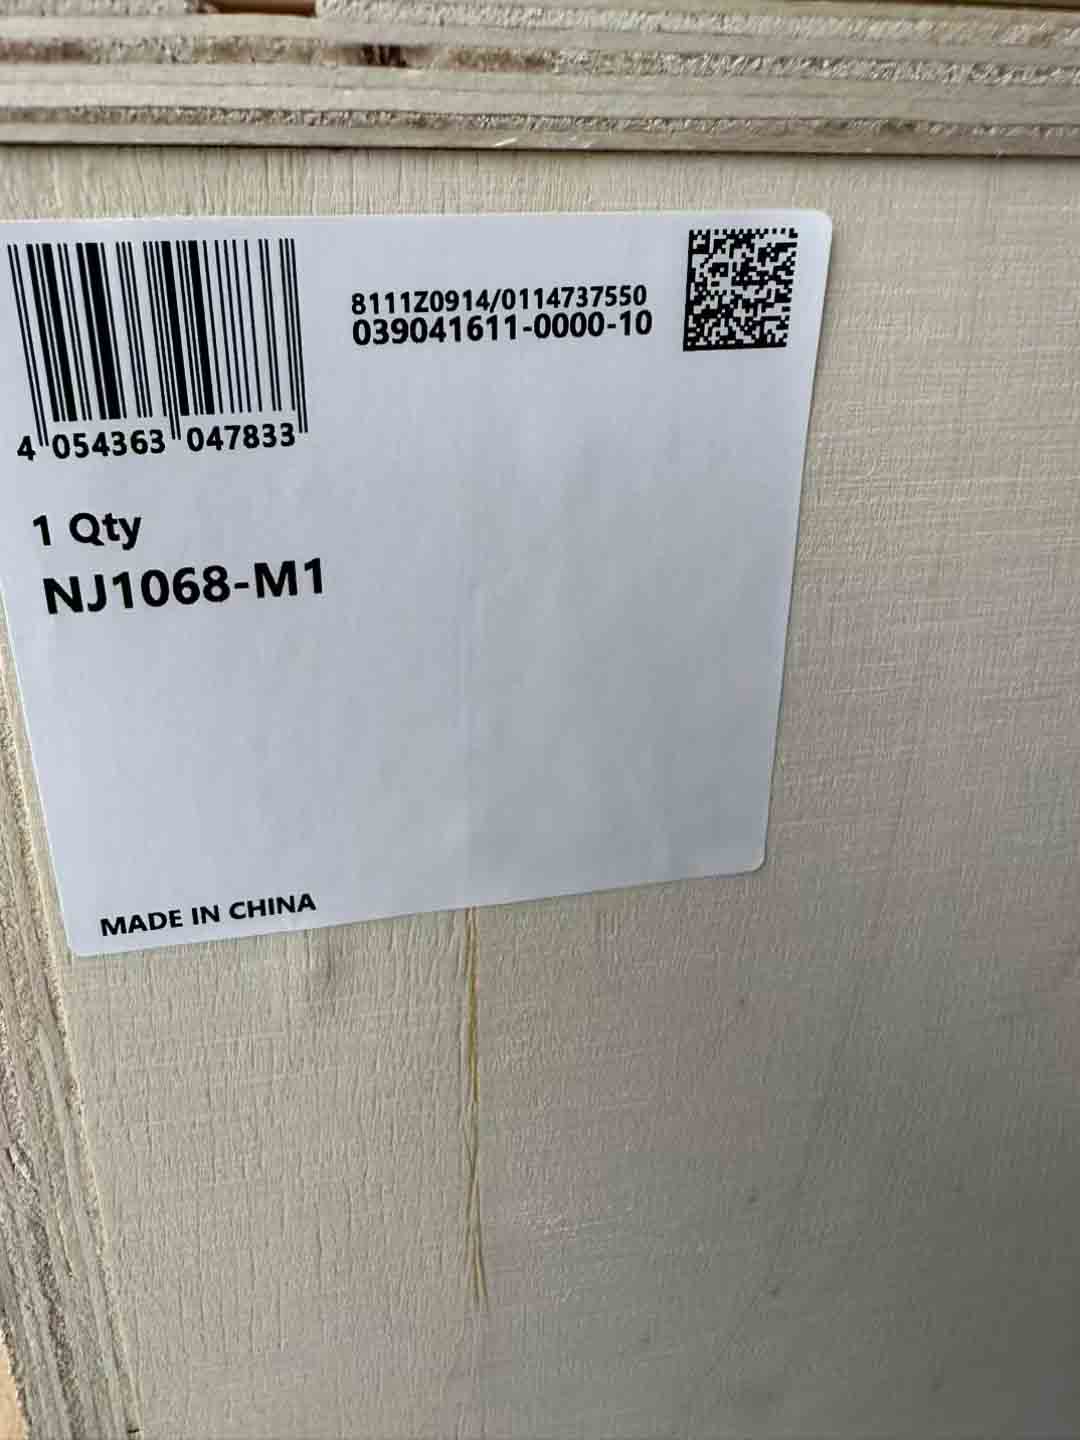 8111Z0914/0114737550
039041611-0000-10
4 054363 047833
1 Qty
NJ1068-M1
MADE IN CHINA